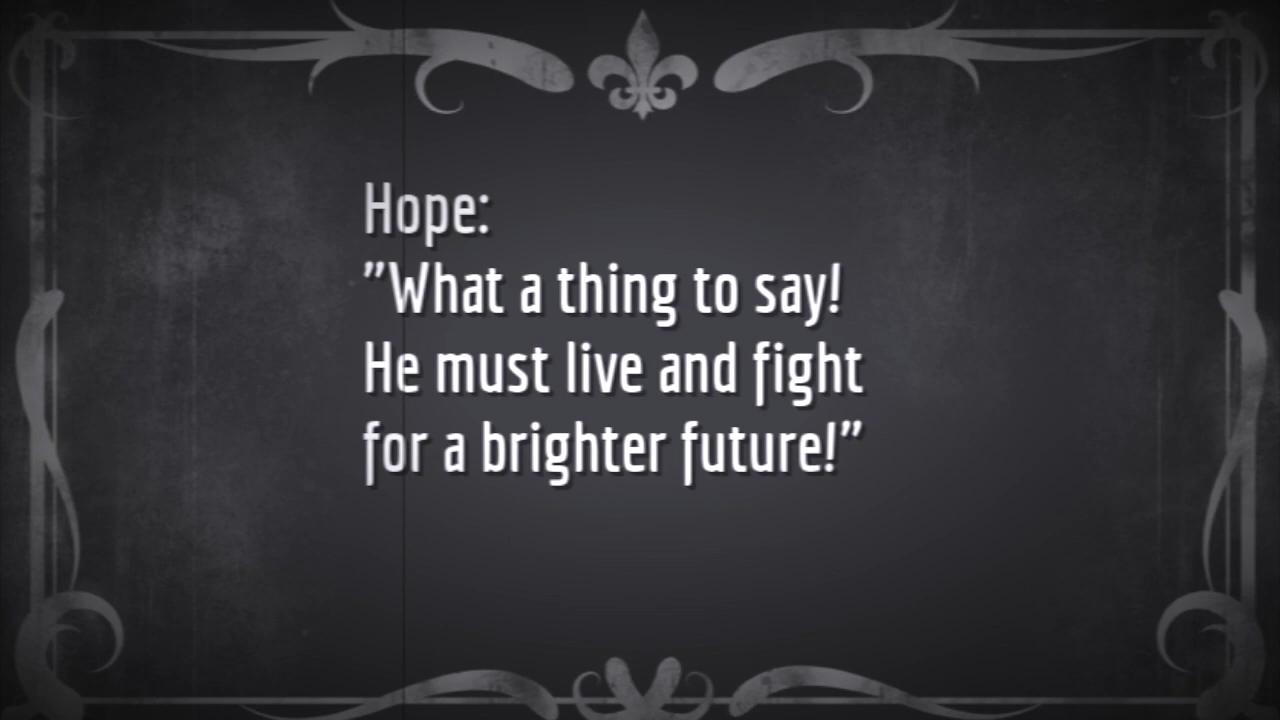 Hope:
"What a thing to say!
He must live and fight
for a brighter future!"